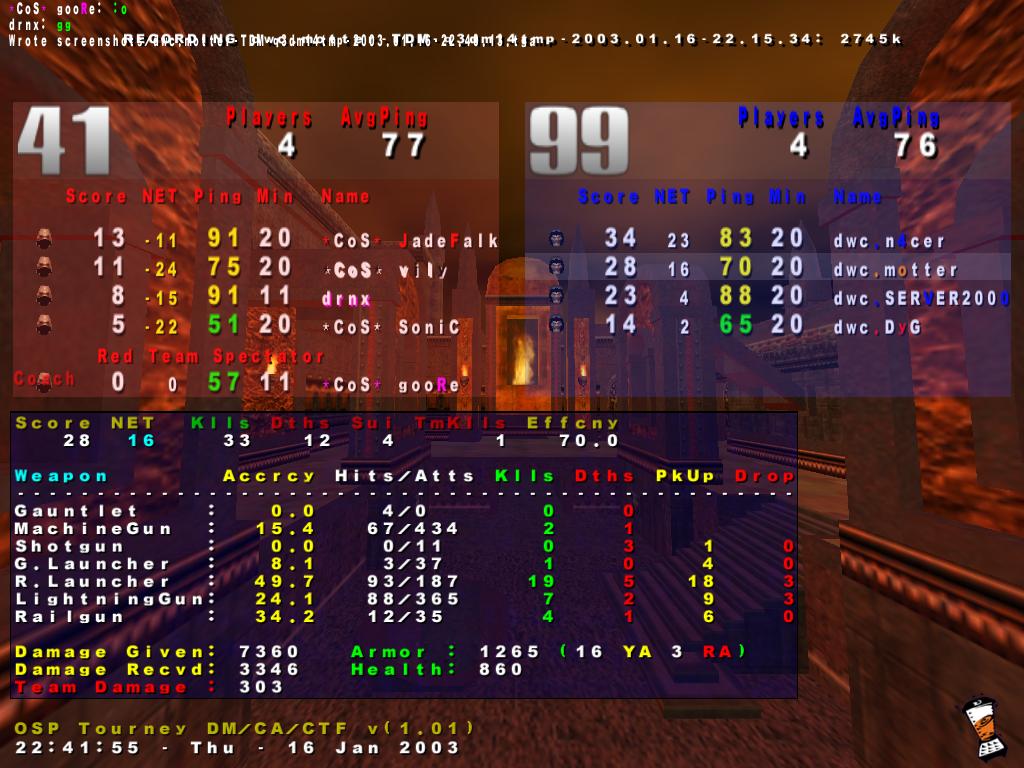 *CoS* gooRe: :o
drnx: gg
41 Players AvgPing
4 77
Score NET Ping Min Name
13 -11 91 20 *CoS* JadeFalk
11 -24 75 20 *CoS* vily
8 -15 91 11 drnx
5 -22 51 20 *CoS* SoniC
Red Team Spectator
Coach 0 0 57 11 *CoS* gooRe
99 Players AvgPing
4 76
Score NET Ping Min Name
34 23 83 20 dwc.n4cer
28 16 70 20 dwc.motter
23 4 88 20 dwc.SERVER2000
14 2 65 20 dwc.DyG
Score NET Klls Dths Sui TmKlls Effcny
28 16 33 12 4 1 70.0
Weapon Accrcy Hits/Atts Klls Dths PkUp Drop
Gauntlet : 0.0 4/0 0 0
MachineGun : 15.4 67/434 2 1
Shotgun : 0.0 0/11 0 3 1 0
G.Launcher : 8.1 3/37 1 0 4 0
R.Launcher : 49.7 93/187 19 5 18 3
LightningGun: 24.1 88/365 7 2 9 3
Railgun : 34.2 12/35 4 1 6 0
Damage Given: 7360 Armor : 1265 (16 YA 3 RA)
Damage Recvd: 3346 Health: 860
Team Damage : 303
OSP Tourney DM/CA/CTF v(1.01)
22:41:55 - Thu - 16 Jan 2003